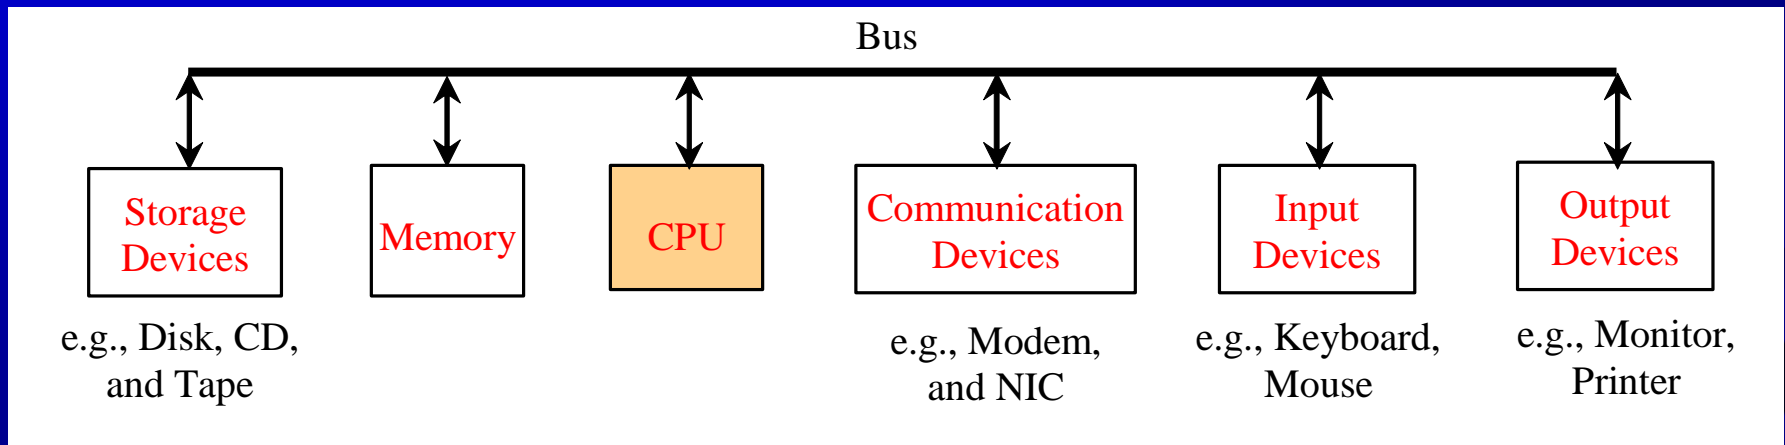 Bus
Storage
Devices
Memory
CPU
Communication
Devices
Input
Devices
Output
Devices
e.g., Disk, CD,
and Tape
e.g., Modem,
and NIC
e.g., Keyboard,
Mouse
e.g., Monitor,
Printer